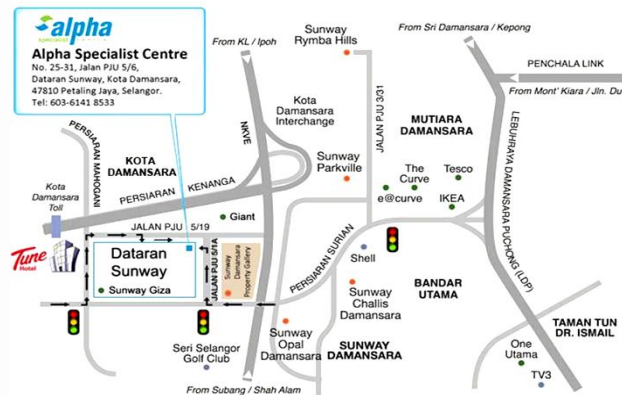 alpha
SPECIALIST CENTRE
Alpha Specialist Centre
No. 25-31, Jalan PJU 5/6,
Dataran Sunway, Kota Damansara,
47810 Petaling Jaya, Selangor.
Tel: 603-6141 8533
From KL / Ipoh
Sunway
Rymba Hills
From Sri Damansara / Kepong
PENCHALA LINK
From Mont' Kiara / Jln. Du
PERSIARAN MAHOGANI
KOTA
DAMANSARA
NKVE
Kota
Damansara
Interchange
JALAN PJU 3/31
MUTIARA
DAMANSARA
LEBUHRAYA DAMANSARA PUCHONG (LDP)
Kota
Damansara
Toll
PERSIARAN KENANGA
Sunway
Parkville
The
Curve
Tesco
e@curve
IKEA
Giant
JALAN PJU 5/19
Tune
Hotel
Dataran
Sunway
Sunway Giza
JALAN PJU 5/1A
Sunway
Damansara
Property Gallery
PERSIARAN SURIAN
Shell
Sunway
Challis
Damansara
BANDAR
UTAMA
Seri Selangor
Golf Club
Sunway
Opal
Damansara
SUNWAY
DAMANSARA
TAMAN TUN
DR. ISMAIL
One
Utama
TV3
From Subang / Shah Alam